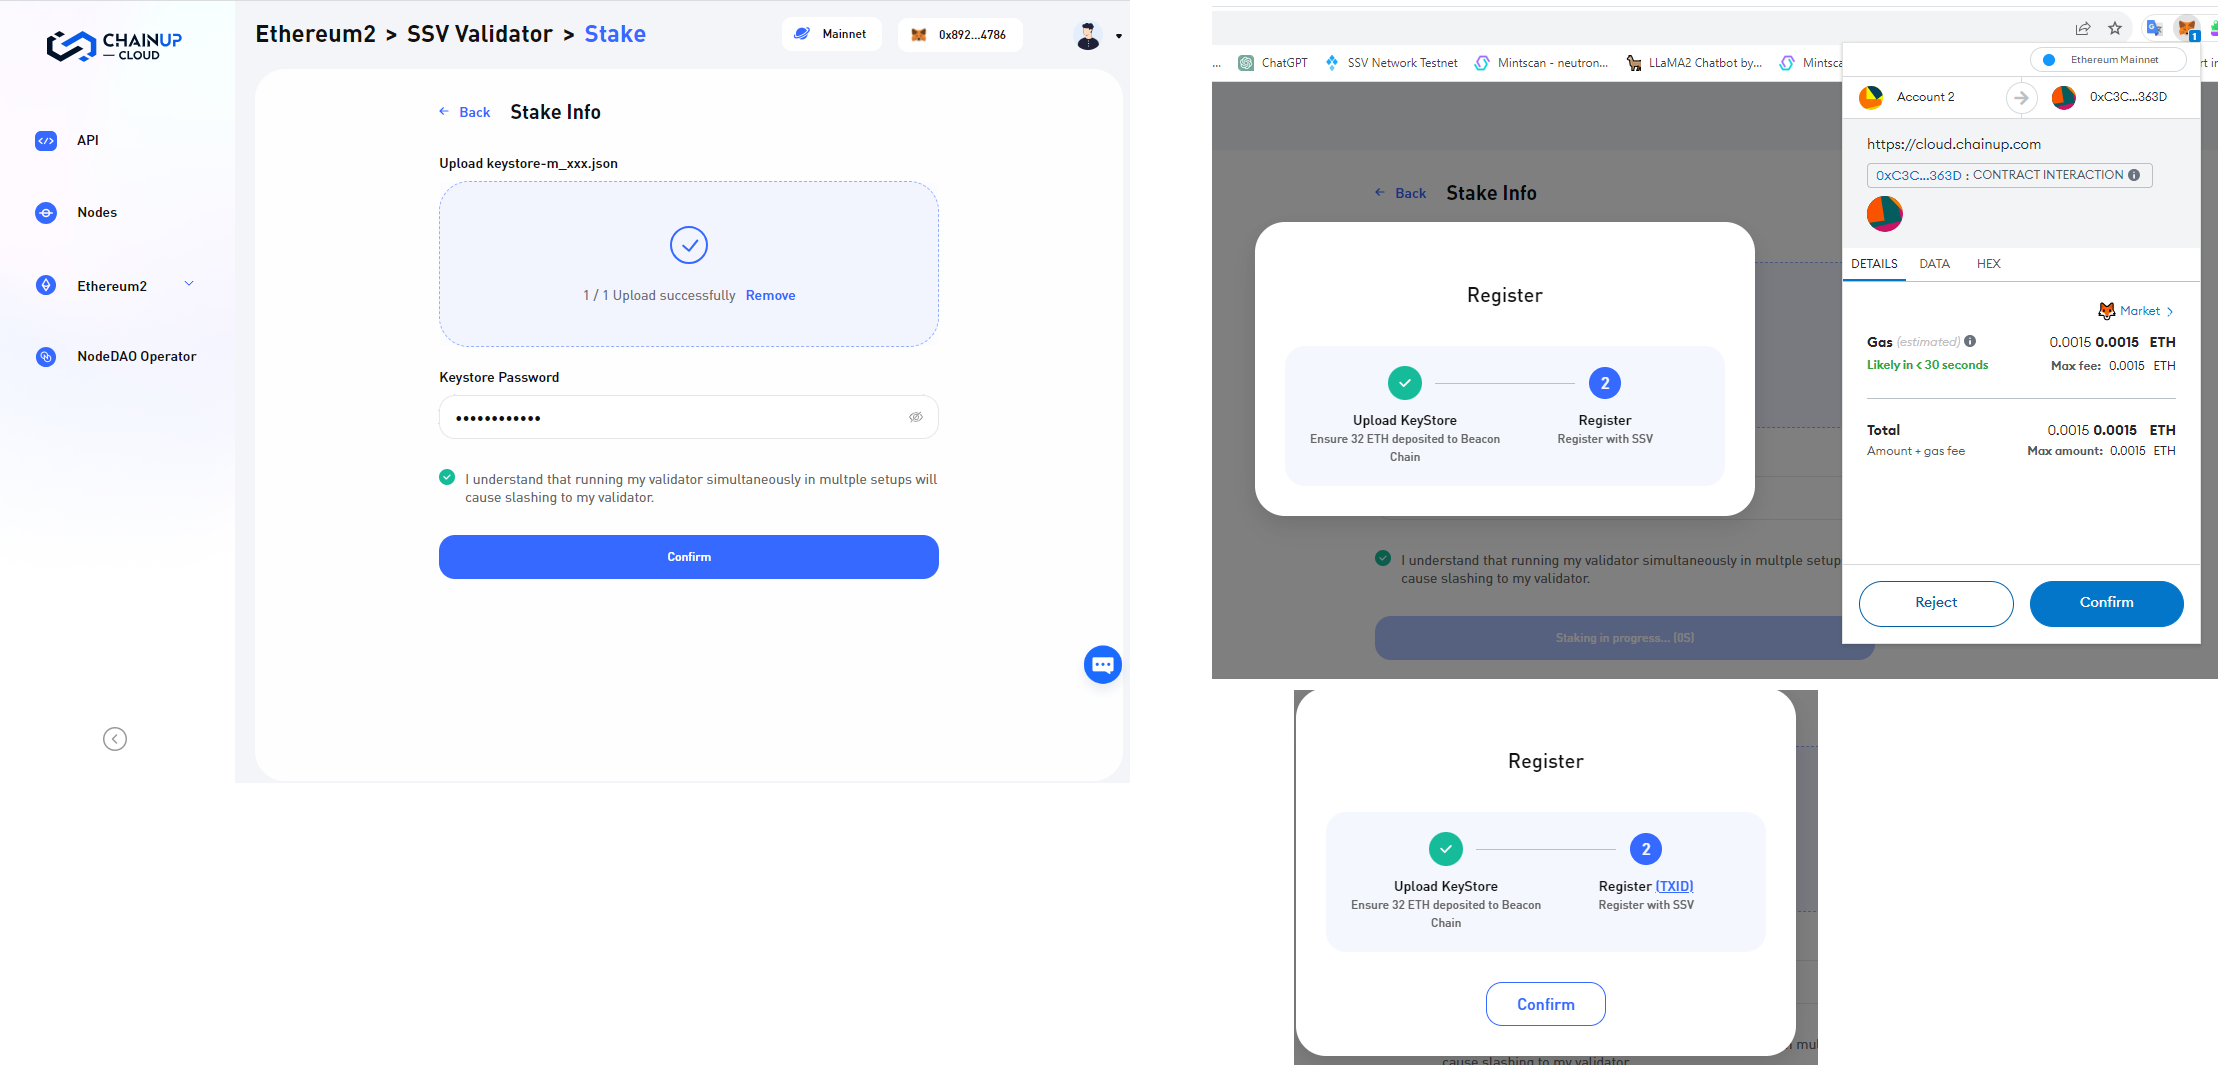 CHAINUP
CLOUD
API
Nodes
Ethereum2
NodeDAO Operator
Ethereum2 > SSV Validator > Stake
Mainnet
0x892...4786
Back
Stake Info
Upload keystore-m_xxx.json
1 / 1 Upload successfully Remove
Keystore Password
I understand that running my validator simultaneously in multple setups will
cause slashing to my validator.
Confirm
... ChatGPT SSV Network Testnet Mintscan - neutron... LLaMA2 Chatbot by... Mintsca
Back
Stake Info
Register
2
Upload KeyStore
Ensure 32 ETH deposited to Beacon
Chain
Register
Register with SSV
I understand that running my validator simultaneously in multple setup
cause slashing to my validator.
Staking in progress... (0S)
1
Ethereum Mainnet
Account 2
0xC3C...363D
https://cloud.chainup.com
0xC3C...363D : CONTRACT INTERACTION
DETAILS DATA HEX
Market >
Gas (estimated) 0.0015 0.0015 ETH
Likely in < 30 seconds Max fee: 0.0015 ETH
Total 0.0015 0.0015 ETH
Amount + gas fee Max amount: 0.0015 ETH
Reject
Confirm
Register
2
Upload KeyStore
Ensure 32 ETH deposited to Beacon
Chain
Register (TXID)
Register with SSV
Confirm
mul
cause slashing to my validator